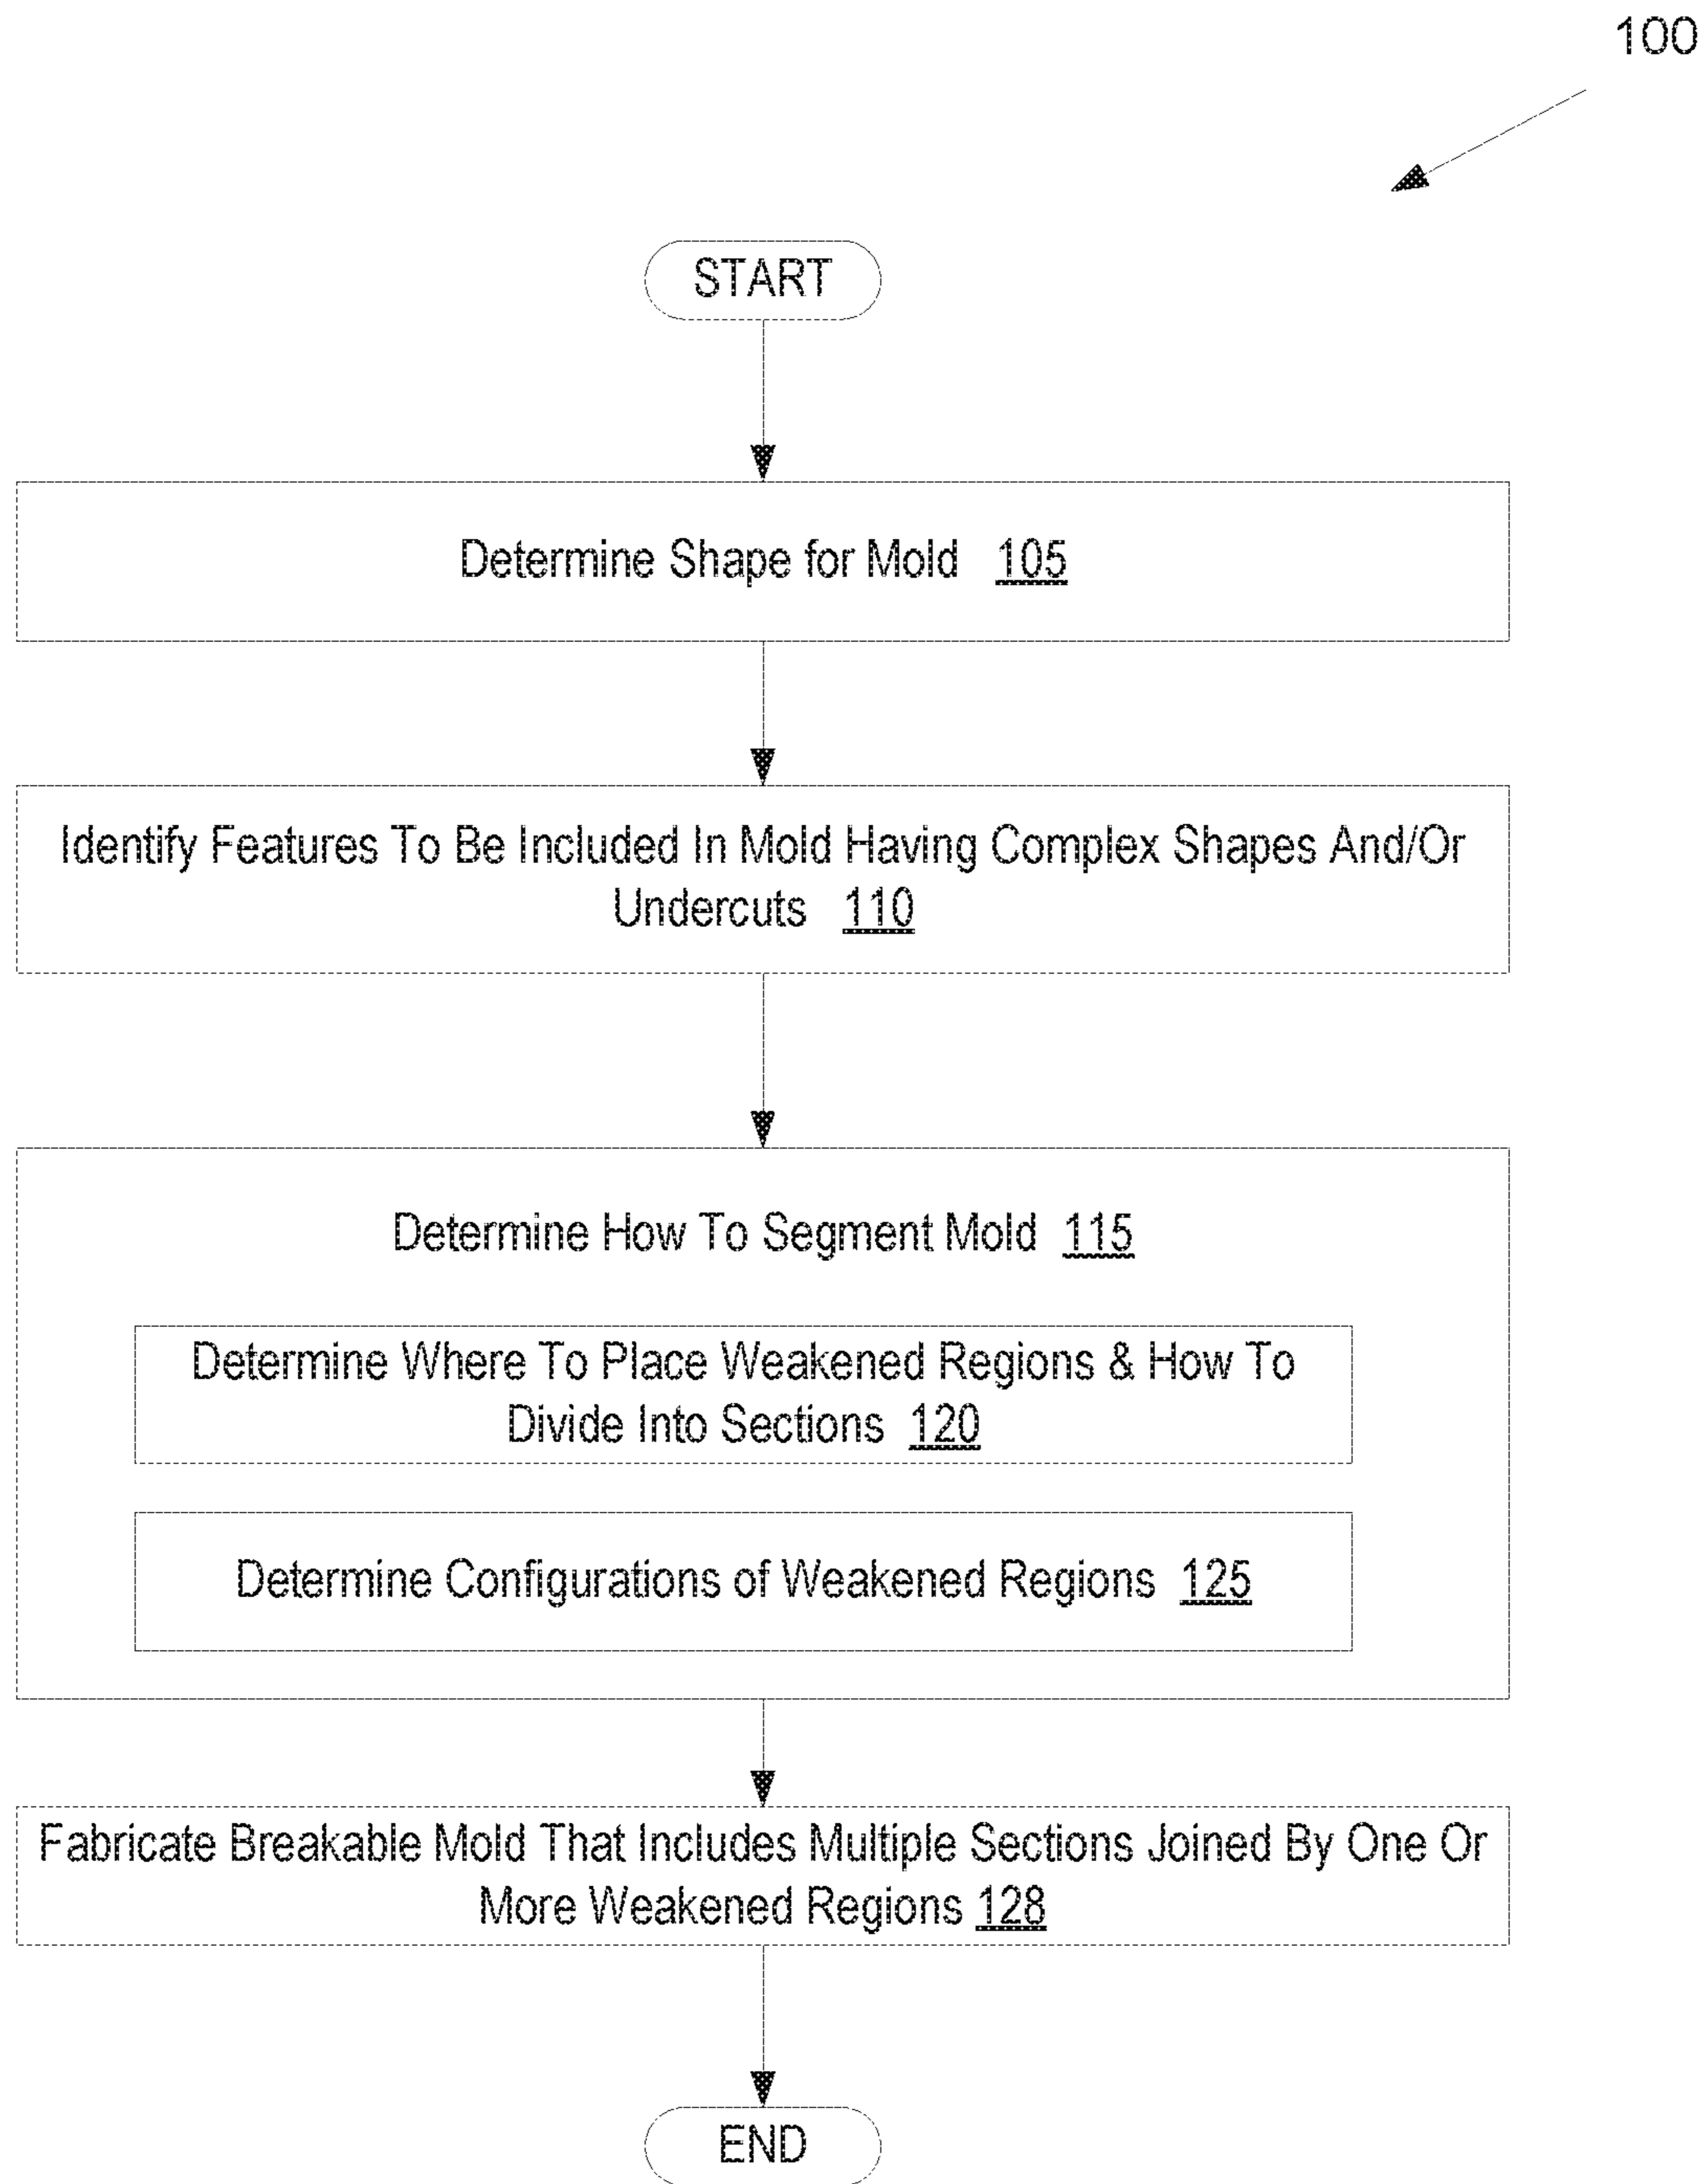 100
START
Determine Shape for Mold 105
Identify Features To Be Included In Mold Having Complex Shapes And/Or
Undercuts 110
Determine How To Segment Mold 115
Determine Where To Place Weakened Regions & How To
Divide Into Sections 120
Determine Configurations of Weakened Regions 125
Fabricate Breakable Mold That Includes Multiple Sections Joined By One Or
More Weakened Regions 128
END